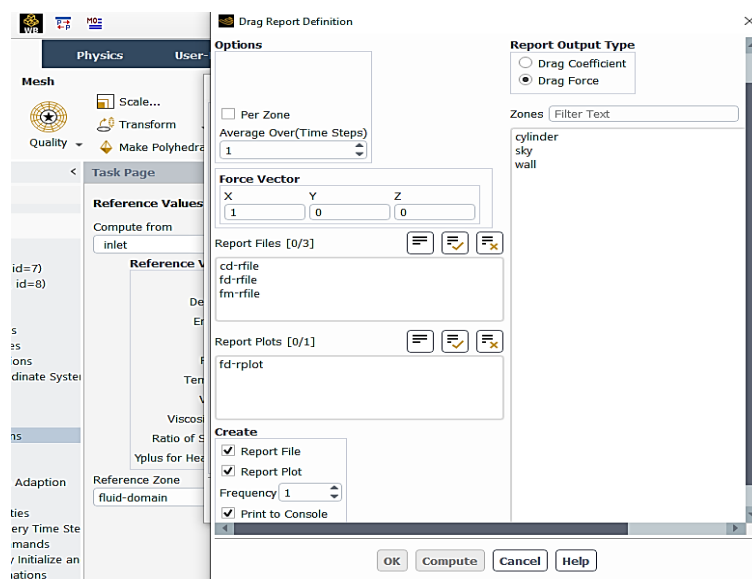 WB
P→P
Drag Report Definition
Physics
User-
Mesh
Scale...
Transform
Quality
Make Polyhedra
Task Page
Reference Values
Compute from
inlet
Reference V
De
Er
Tem
V
Viscosi
Ratio of S
Yplus for Hea
Reference Zone
fluid-domain
id=7)
id=8)
s
es
ions
dinate System
ns
Adaption
ties
ery Time Ste
mmands
y Initialize an
nations
Options
Per Zone
Average Over(Time Steps)
1
Force Vector
X Y Z
1 0 0
Report Files [0/3]
cd-rfile
fd-rfile
fm-rfile
Report Plots [0/1]
fd-rplot
Create
Report File
Report Plot
Frequency 1
Print to Console
Report Output Type
Drag Coefficient
Drag Force
Zones Filter Text
cylinder
sky
wall
OK Compute Cancel Help